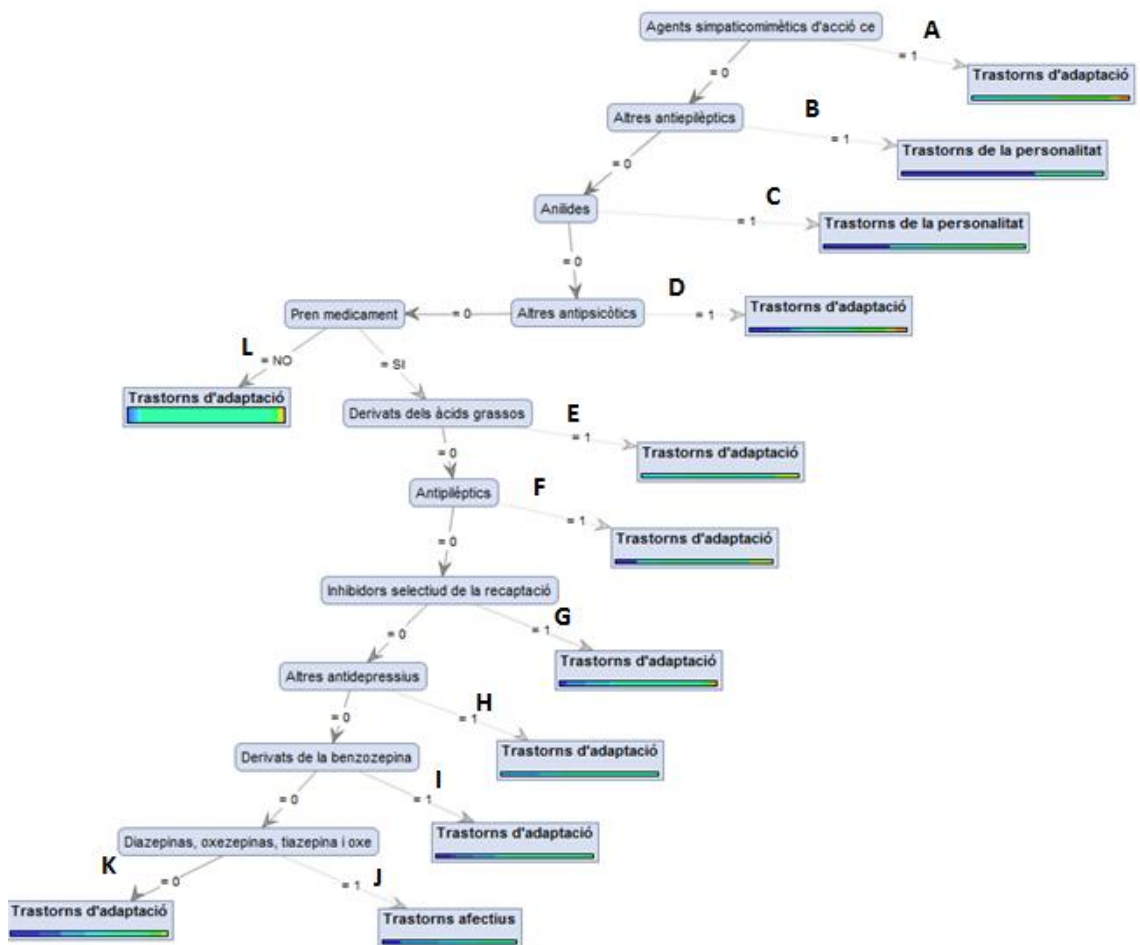 Agents simpaticomimètics d'acció ce
A
= 1
Trastorns d'adaptació
= 0
Altres antiepilèptics
B
= 1
Trastorns de la personalitat
= 0
Anilides
C
= 1
Trastorns de la personalitat
= 0
Altres antipsicòtics
D
= 1
Trastorns d'adaptació
= 0
Pren medicament
L
= NO
Trastorns d'adaptació
= SI
Derivats dels àcids grassos
E
= 1
Trastorns d'adaptació
= 0
Antipilèptics
F
= 1
Trastorns d'adaptació
= 0
Inhibidors selectiud de la recaptació
G
= 1
Trastorns d'adaptació
= 0
Altres antidepressius
H
= 1
Trastorns d'adaptació
= 0
Derivats de la benzozepina
I
= 1
Trastorns d'adaptació
= 0
Diazepinas, oxezepinas, tiazepina i oxe
K
= 0
Trastorns d'adaptació
J
= 1
Trastorns afectius